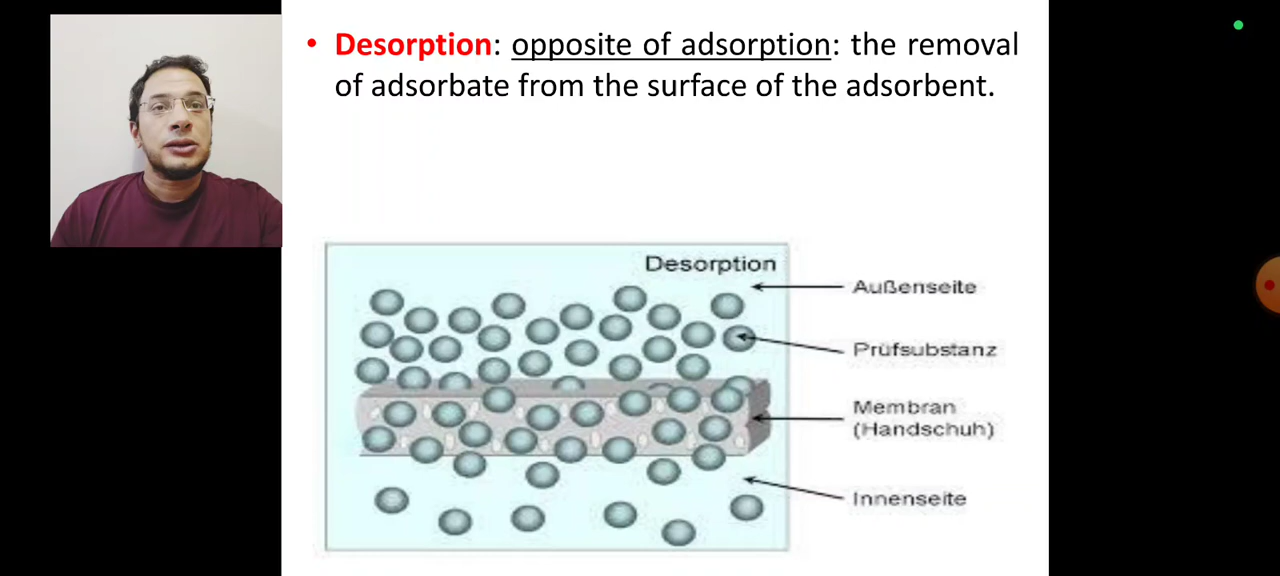 • Desorption: opposite of adsorption: the removal
of adsorbate from the surface of the adsorbent.
Desorption
Außenseite
Prüfsubstanz
Membran
(Handschuh)
Innenseite